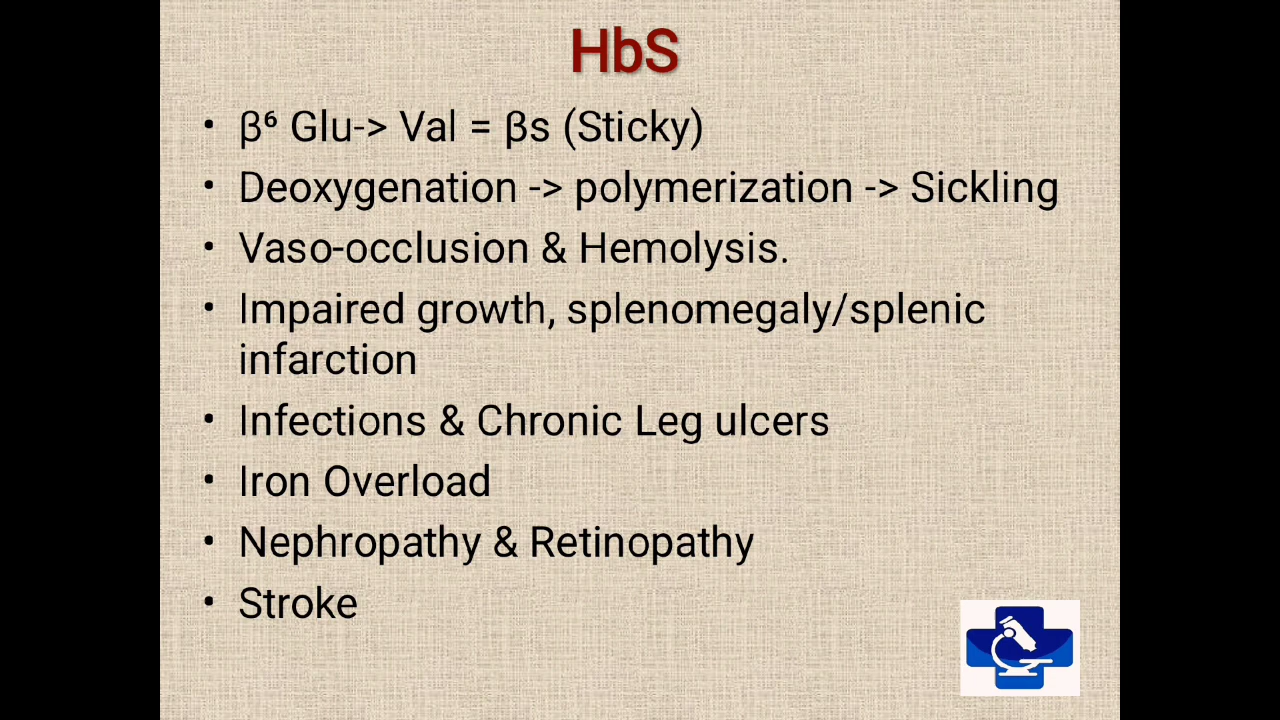 HbS
• β⁶ Glu-> Val = βs (Sticky)
• Deoxygenation -> polymerization -> Sickling
• Vaso-occlusion & Hemolysis.
• Impaired growth, splenomegaly/splenic
infarction
• Infections & Chronic Leg ulcers
• Iron Overload
• Nephropathy & Retinopathy
• Stroke